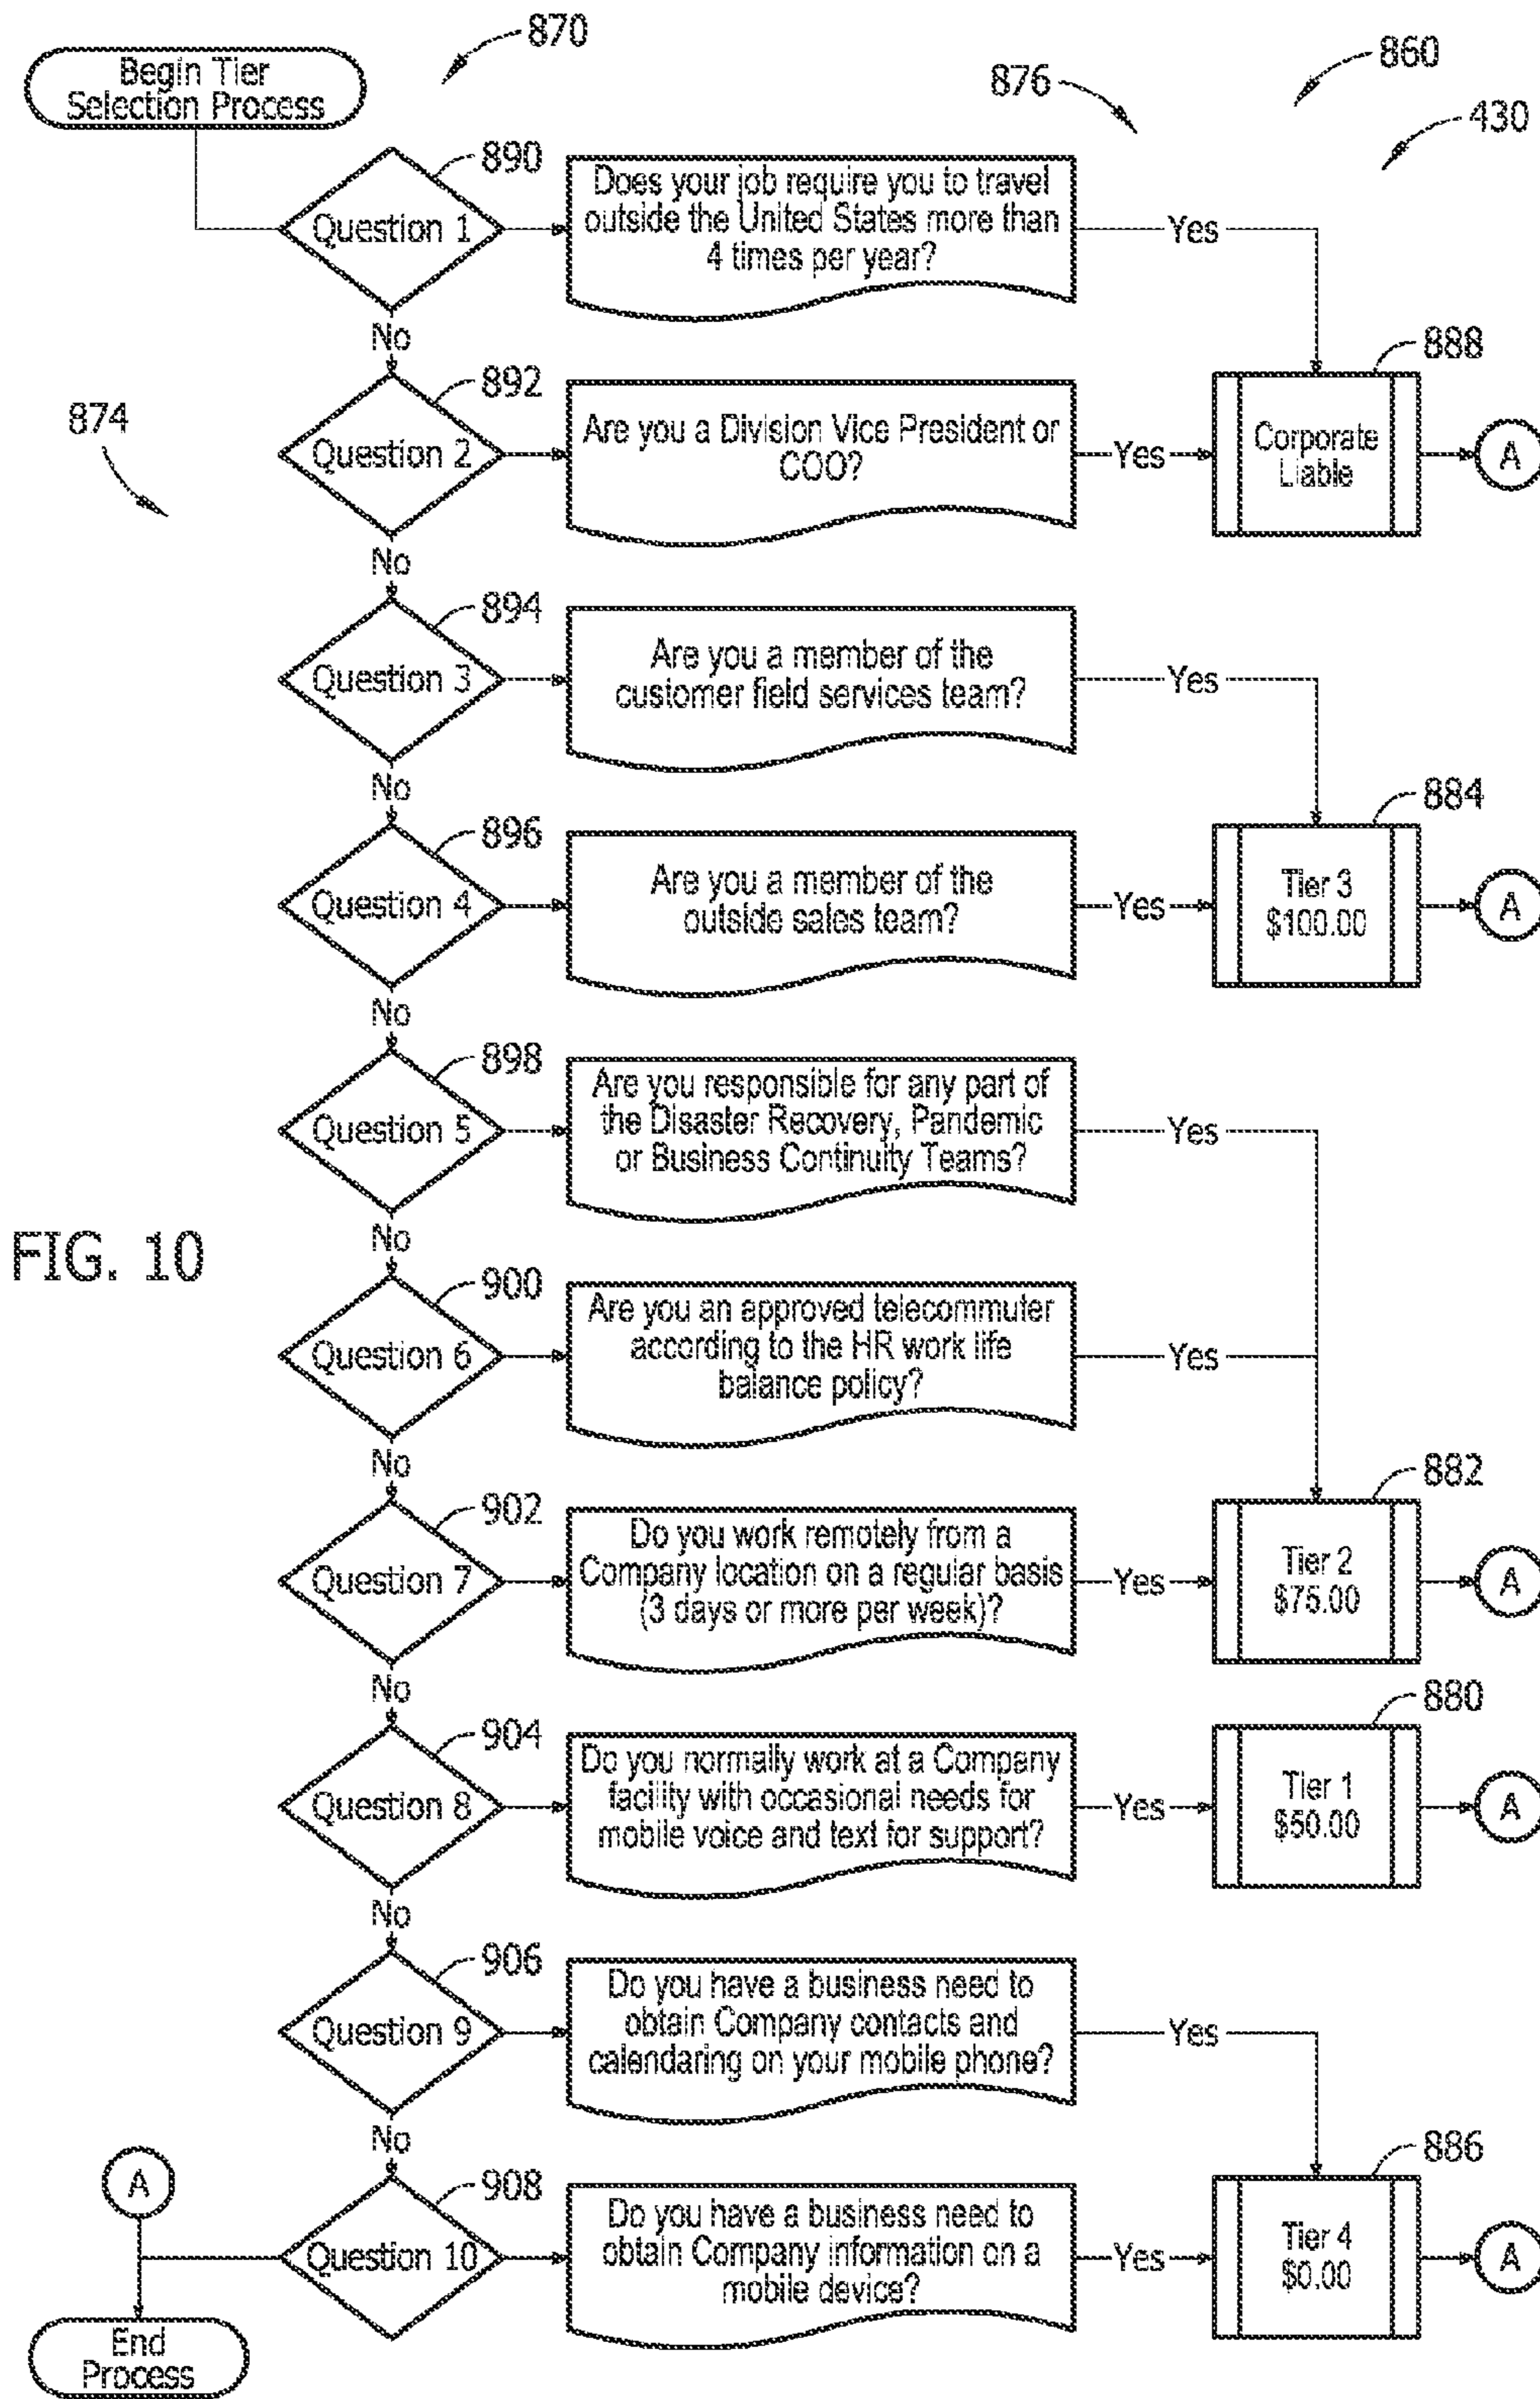 870
860
876
430
Begin Tier
Selection Process
890
Question 1
Does your job require you to travel
outside the United States more than
4 times per year?
Yes
No
888
892
874
Question 2
Are you a Division Vice President or
COO?
Yes
Corporate
Liable
A
No
894
Question 3
Are you a member of the
customer field services team?
Yes
No
884
896
Question 4
Are you a member of the
outside sales team?
Yes
Tier 3
$100.00
A
No
898
Question 5
Are you responsible for any part of
the Disaster Recovery, Pandemic
or Business Continuity Teams?
Yes
No
FIG. 10
900
Question 6
Are you an approved telecommuter
according to the HR work life
balance policy?
Yes
No
882
902
Question 7
Do you work remotely from a
Company location on a regular basis
(3 days or more per week)?
Yes
Tier 2
$75.00
A
No
880
904
Question 8
Do you normally work at a Company
facility with occasional needs for
mobile voice and text for support?
Yes
Tier 1
$50.00
A
No
906
Question 9
Do you have a business need to
obtain Company contacts and
calendaring on your mobile phone?
Yes
No
886
A
908
Question 10
Do you have a business need to
obtain Company information on a
mobile device?
Yes
Tier 4
$0.00
A
End
Process